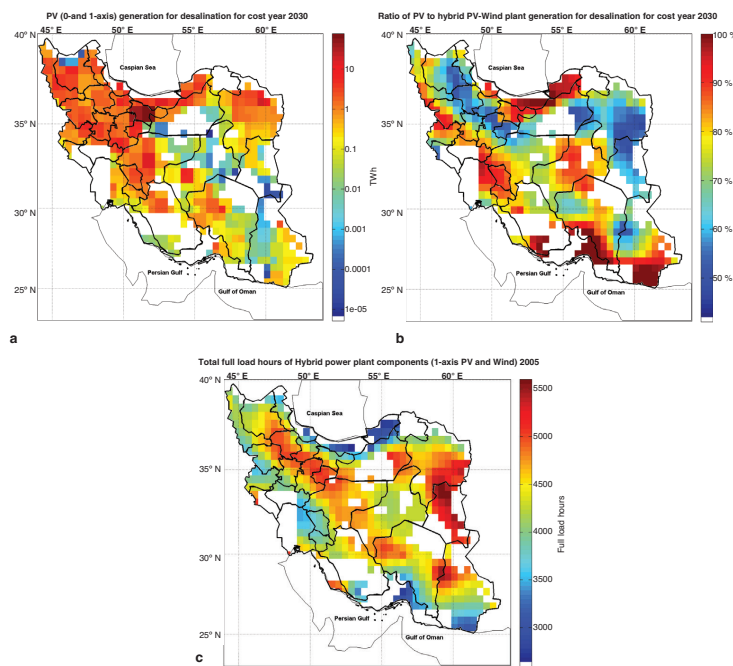 PV (0-and 1-axis) generation for desalination for cost year 2030
45° E 50° E 55° E 60° E
40° N
35° N
30° N
25° N
Caspian Sea
Persian Gulf
Gulf of Oman
10
1
0.1
0.01
0.001
0.0001
1e-05
TWh
a
Ratio of PV to hybrid PV-Wind plant generation for desalination for cost year 2030
45° E 50° E 55° E 60° E
40° N
35° N
30° N
25° N
Caspian Sea
Persian Gulf
Gulf of Oman
100 %
90 %
80 %
70 %
60 %
50 %
b
Total full load hours of Hybrid power plant components (1-axis PV and Wind) 2005
45° E 50° E 55° E 60° E
40° N
35° N
30° N
25° N
Caspian Sea
Persian Gulf
Gulf of Oman
5500
5000
4500
4000
3500
3000
Full load hours
c